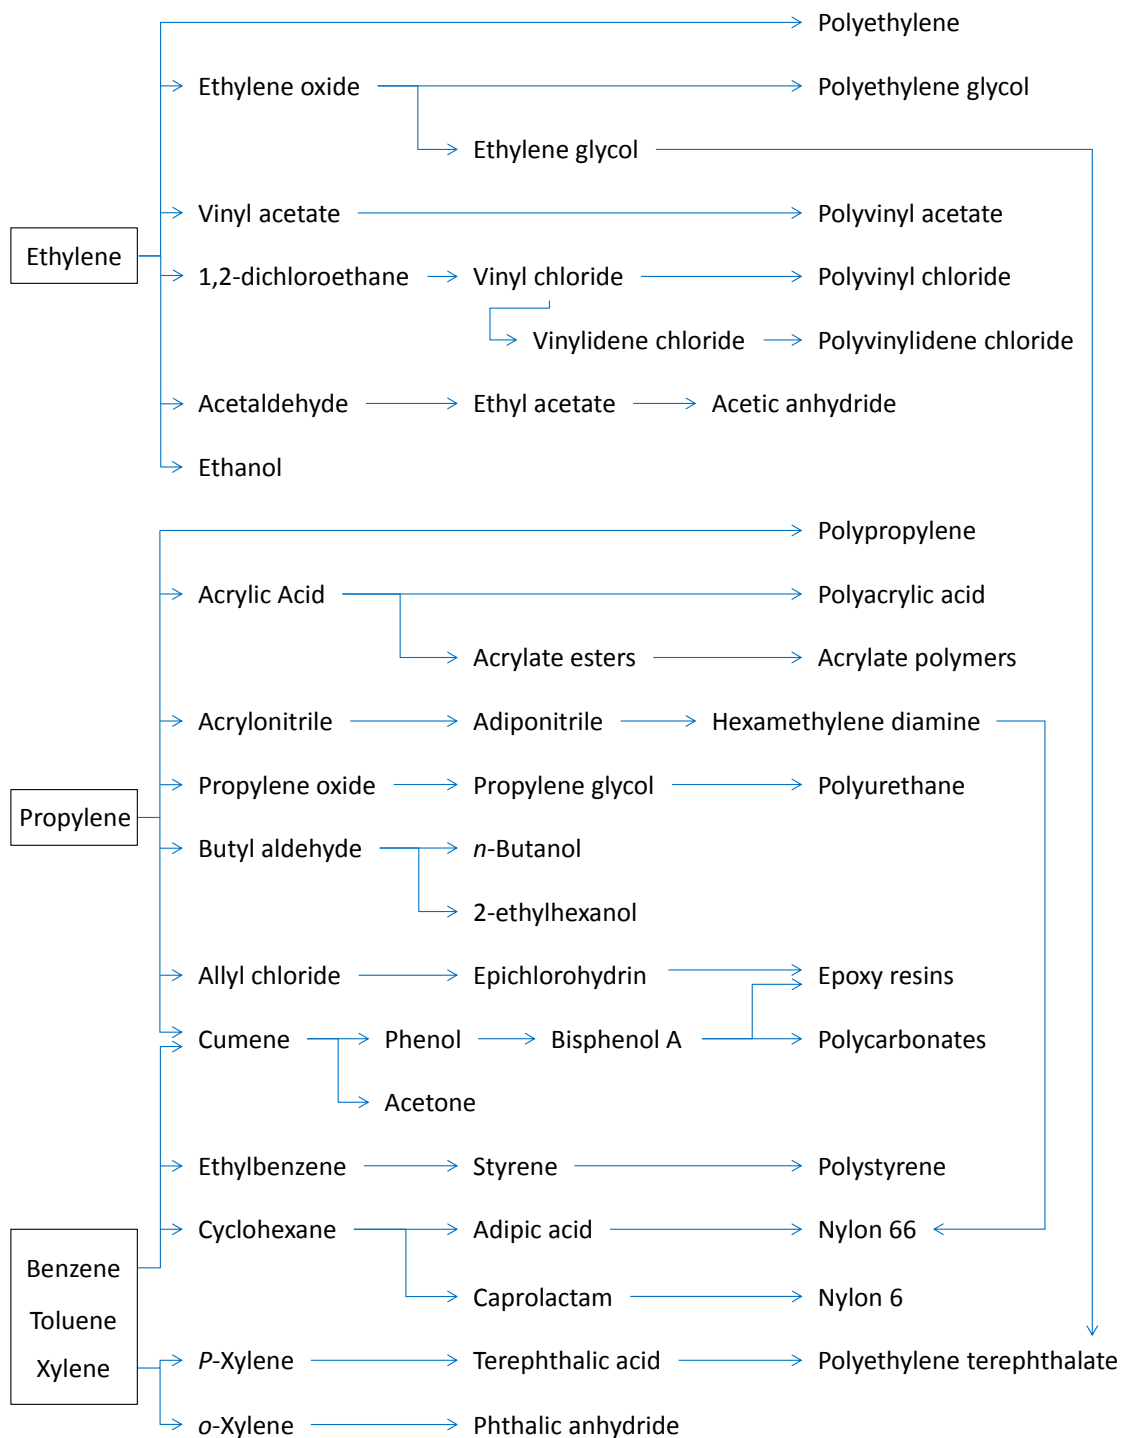 Polyethylene
Ethylene oxide Polyethylene glycol
Ethylene glycol
Vinyl acetate Polyvinyl acetate
Ethylene
1,2-dichloroethane Vinyl chloride Polyvinyl chloride
Vinylidene chloride Polyvinylidene chloride
Acetaldehyde Ethyl acetate Acetic anhydride
Ethanol
Polypropylene
Acrylic Acid Polyacrylic acid
Acrylate esters Acrylate polymers
Acrylonitrile Adiponitrile Hexamethylene diamine
Propylene oxide Propylene glycol Polyurethane
Propylene
Butyl aldehyde n-Butanol
2-ethylhexanol
Allyl chloride Epichlorohydrin Epoxy resins
Cumene Phenol Bisphenol A Polycarbonates
Acetone
Ethylbenzene Styrene Polystyrene
Cyclohexane Adipic acid Nylon 66
Benzene
Caprolactam Nylon 6
Toluene
Xylene
P-Xylene Terephthalic acid Polyethylene terephthalate
o-Xylene Phthalic anhydride